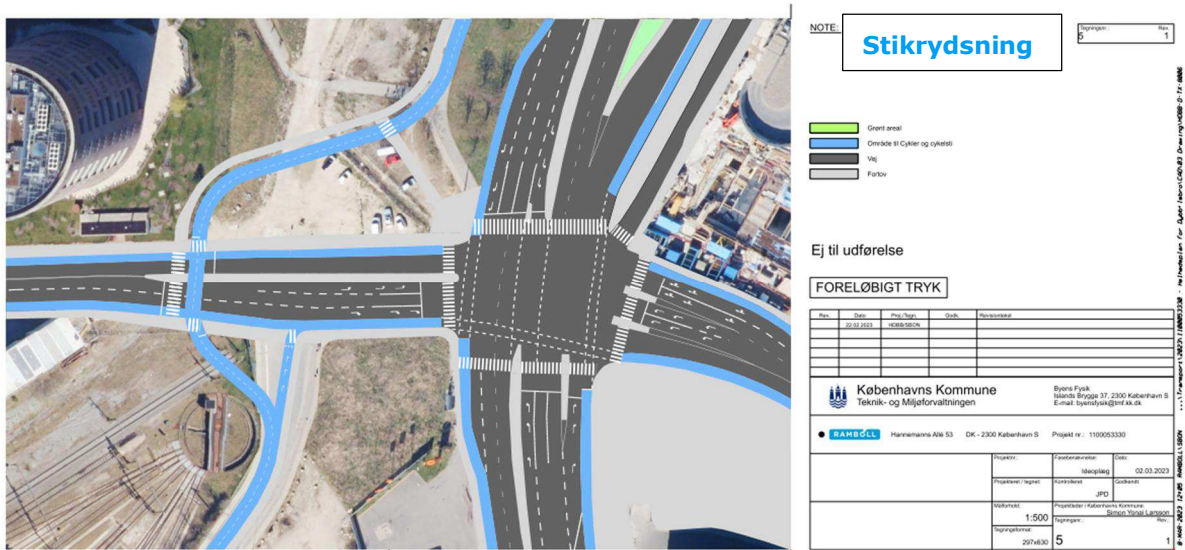 NOTE:
Stikrydsning
Tegningsnr.: Rev.
5 1
Grønt areal
Område til Cykler og cykelsti
Vej
Fortov
Ej til udførelse
FORELØBIGT TRYK
Rev. Dato Proj./Tegn. Godk. Revisionstekst
22.02.2023 HOBB/SBON
Københavns Kommune
Teknik- og Miljøforvaltningen
Byens Fysik
Islands Brygge 37, 2300 København S
E-mail: byensfysik@tmf.kk.dk
RAMBOLL Hannemanns Allé 53 DK - 2300 København S Projekt nr.: 1100053330
Projektnr.: Fasebenævnelse: Dato:
Ideoplæg 02.03.2023
Projekteret / tegnet: Kontrolleret Godkendt
JPD
Målforhold: Projektleder i Københavns Kommune:
1:500 Simon Yonai Larsson
Tegningsformat: Tegningsnr.: Rev.:
297x630 5 1